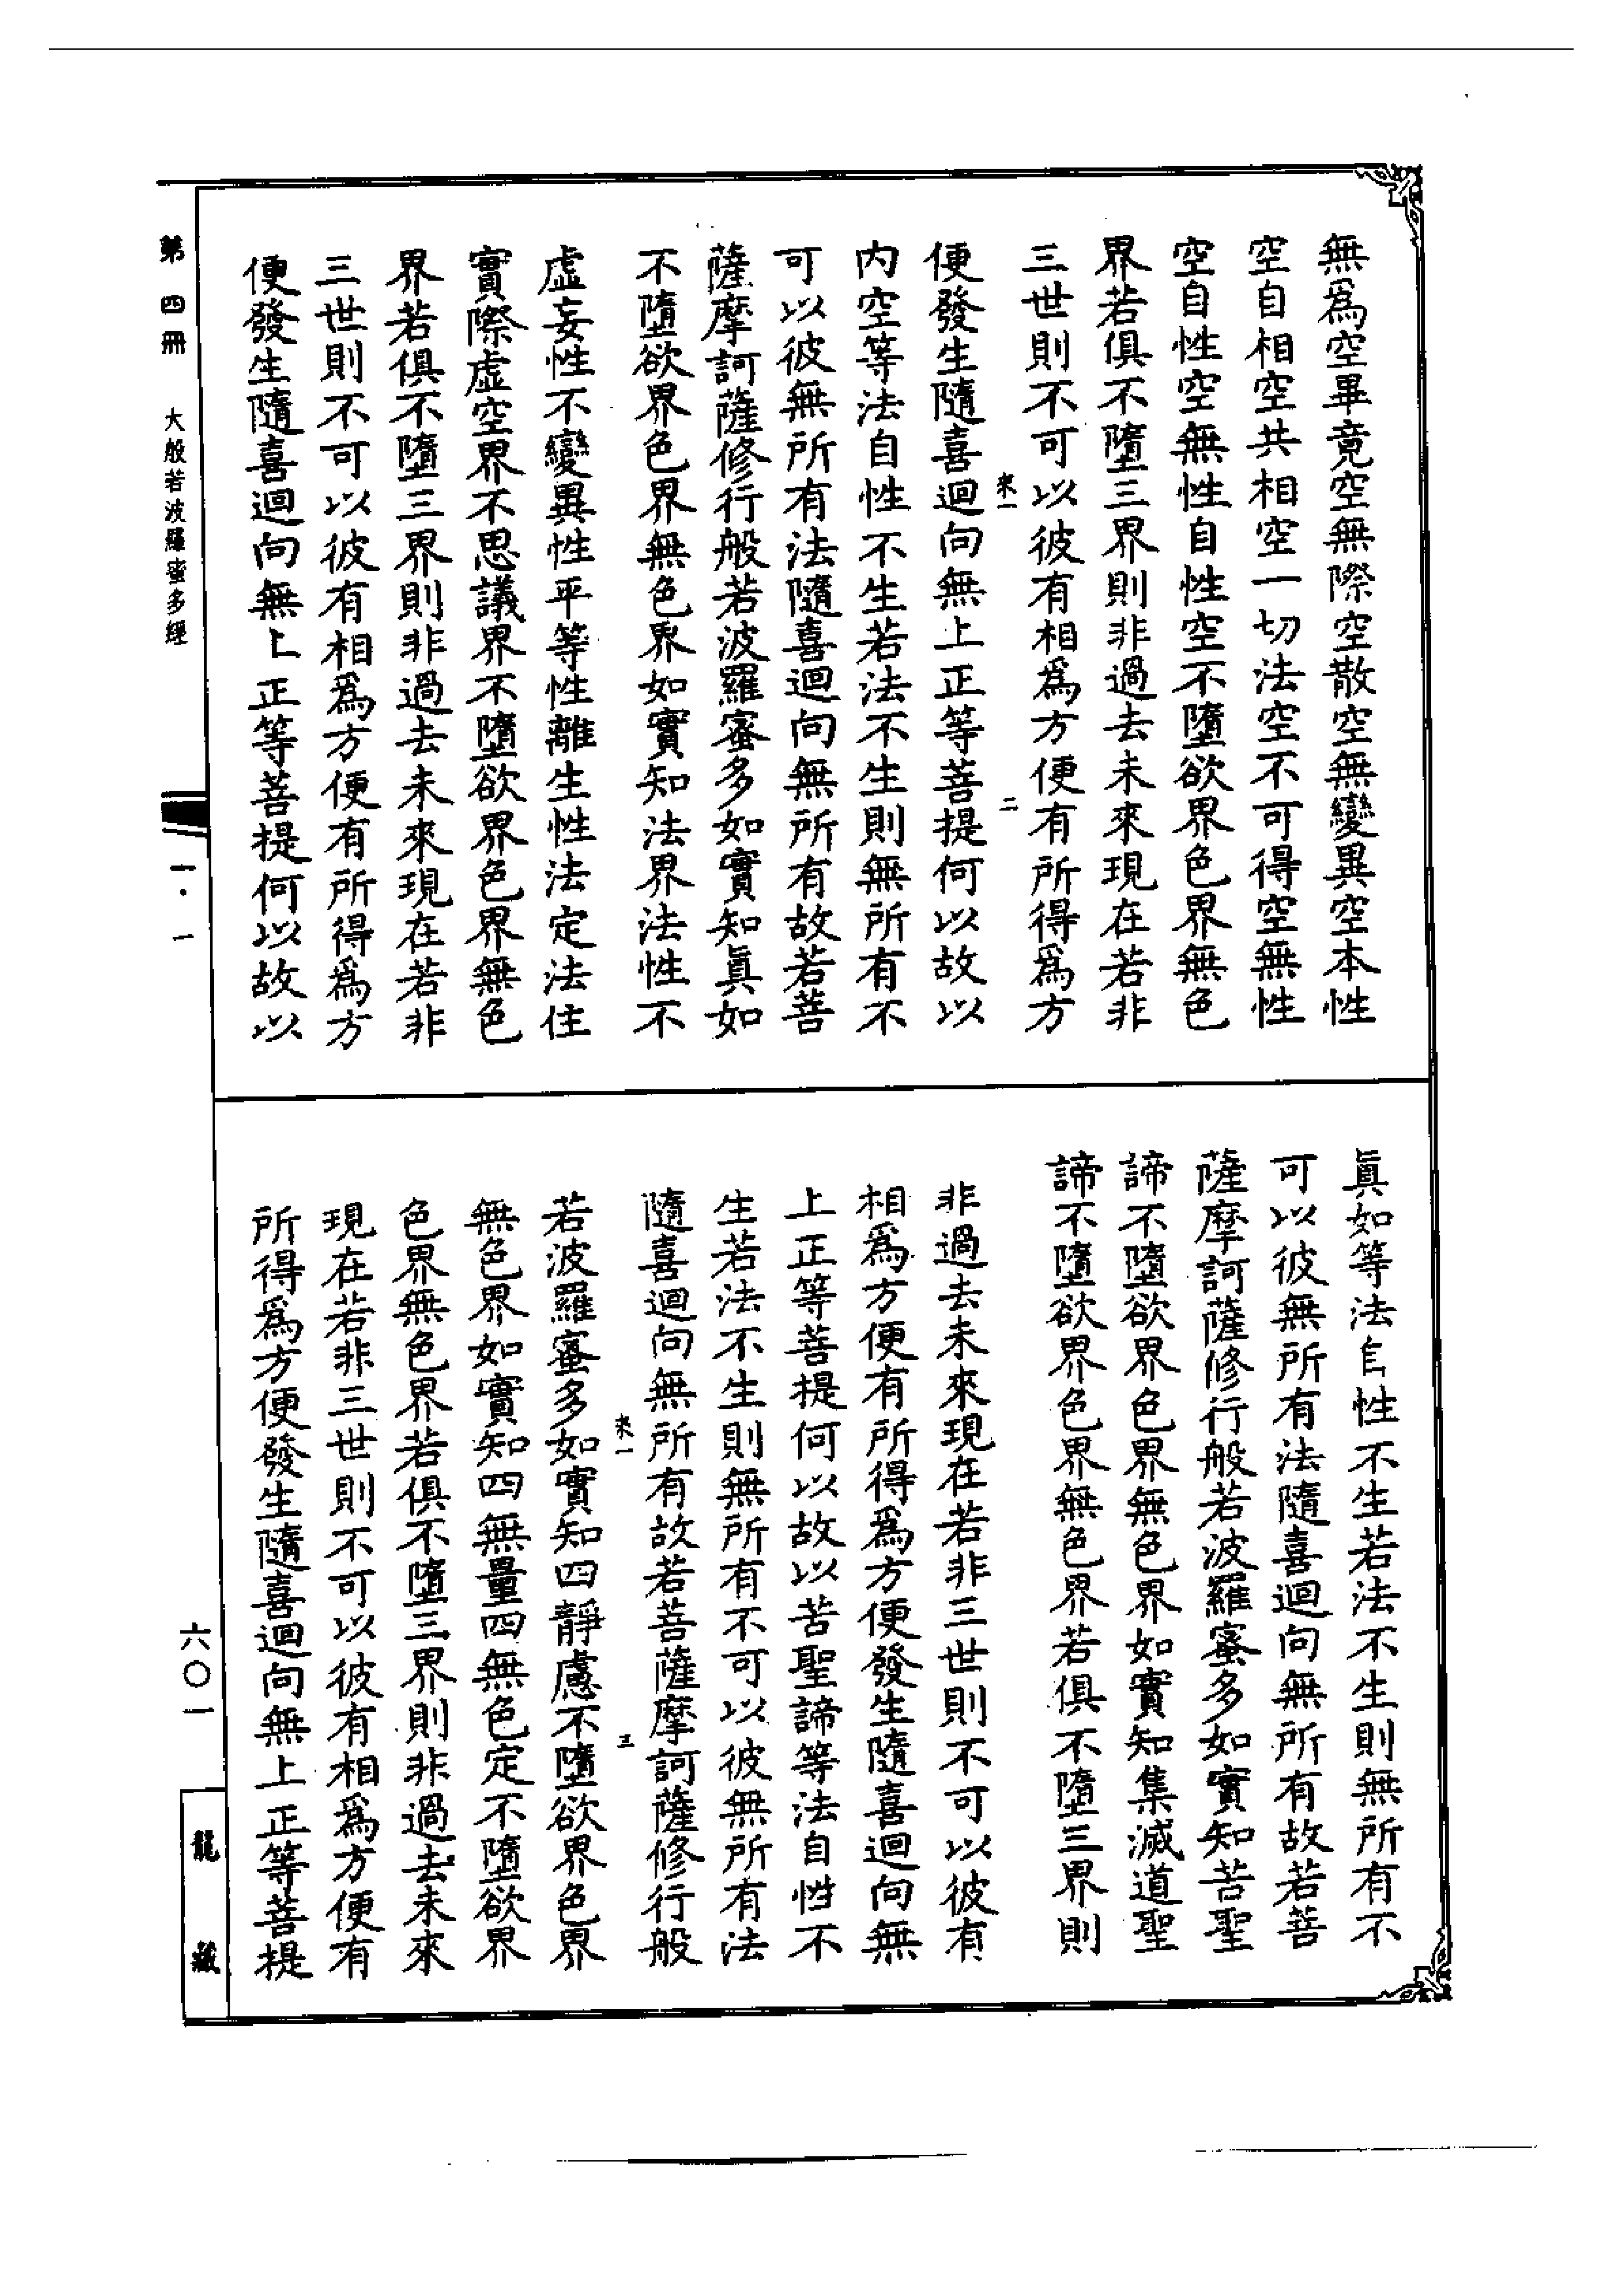 無爲空畢竟空無際空散空無變異空本性
空自相空共相空一切法空不可得空無性
空自性空無性自性空不墮欲界色界無色
界若俱不墮三界則非過去未來現在若非
三世則不可以彼有相爲方便有所得爲方
來一
二
便發生隨喜迴向無上正等菩提何以故以
内空等法自性不生若法不生則無所有不
可以彼無所有法隨喜迴向無所有故若菩
薩摩訶薩修行般若波羅蜜多如實知眞如
不墮欲界色界無色界如實知法界法性不
虛妄性不變異性平等性離生性法定法住
實際虛空界不思議界不墮欲界色界無色
界若俱不墮三界則非過去未來現在若非
三世則不可以彼有相爲方便有所得爲方
便發生隨喜迴向無上正等菩提何以故以
眞如等法自性不生若法不生則無所有不
可以彼無所有法隨喜迴向無所有故若菩
薩摩訶薩修行般若波羅蜜多如實知苦聖
諦不墮欲界色界無色界如實知集滅道聖
諦不墮欲界色界無色界若俱不墮三界則
非過去未來現在若非三世則不可以彼有
相爲方便有所得爲方便發生隨喜迴向無
上正等菩提何以故以苦聖諦等法自性不
生若法不生則無所有不可以彼無所有法
隨喜迴向無所有故若菩薩摩訶薩修行般
來一
三
若波羅蜜多如實知四靜慮不墮欲界色界
無色界如實知四無量四無色定不墮欲界
色界無色界若俱不墮三界則非過去未來
現在若非三世則不可以彼有相爲方便有
所得爲方便發生隨喜迴向無上正等菩提
第四冊 大般若波羅蜜多經
一·一
六〇一
龍藏